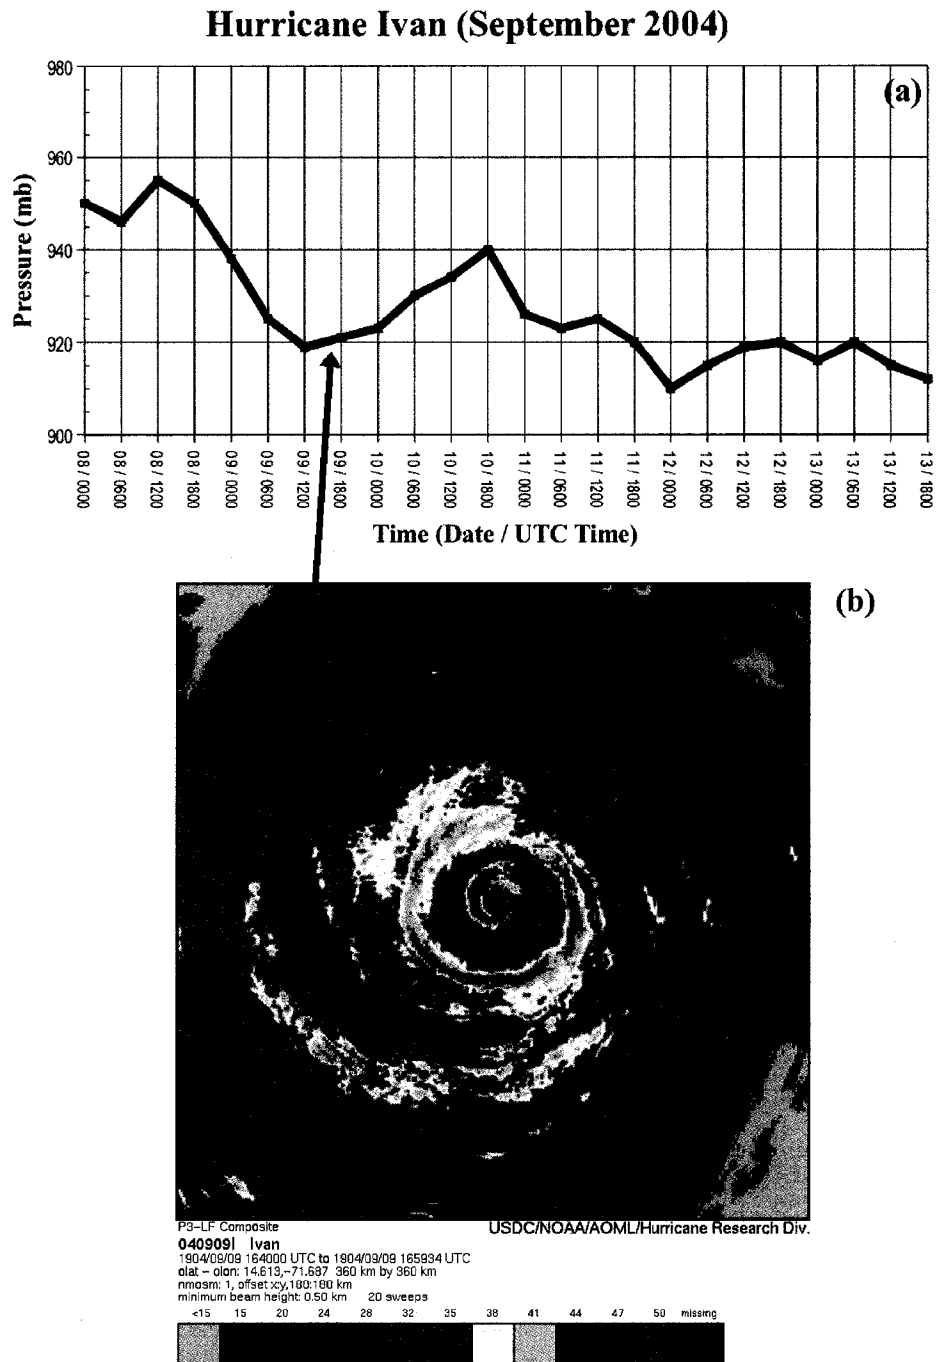 Hurricane Ivan (September 2004)
(a)
Pressure (mb)
980
960
940
920
900
08 / 0000
08 / 0600
08 / 1200
08 / 1800
09 / 0000
09 / 0600
09 / 1200
09 / 1800
10 / 0000
10 / 0600
10 / 1200
10 / 1800
11 / 0000
11 / 0600
11 / 1200
11 / 1800
12 / 0000
12 / 0600
12 / 1200
12 / 1800
13 / 0000
13 / 0600
13 / 1200
13 / 1800
Time (Date / UTC Time)
(b)
P3-LF Composite
USDC/NOAA/AOML/Hurricane Research Div.
040909I Ivan
1904/09/09 164000 UTC to 1904/09/09 165934 UTC
olat - olon: 14.613,-71.687 360 km by 360 km
nmosm: 1, offset x:y,180:180 km
minimum beam height: 0.50 km 20 sweeps
<15 15 20 24 28 32 35 38 41 44 47 50 missing